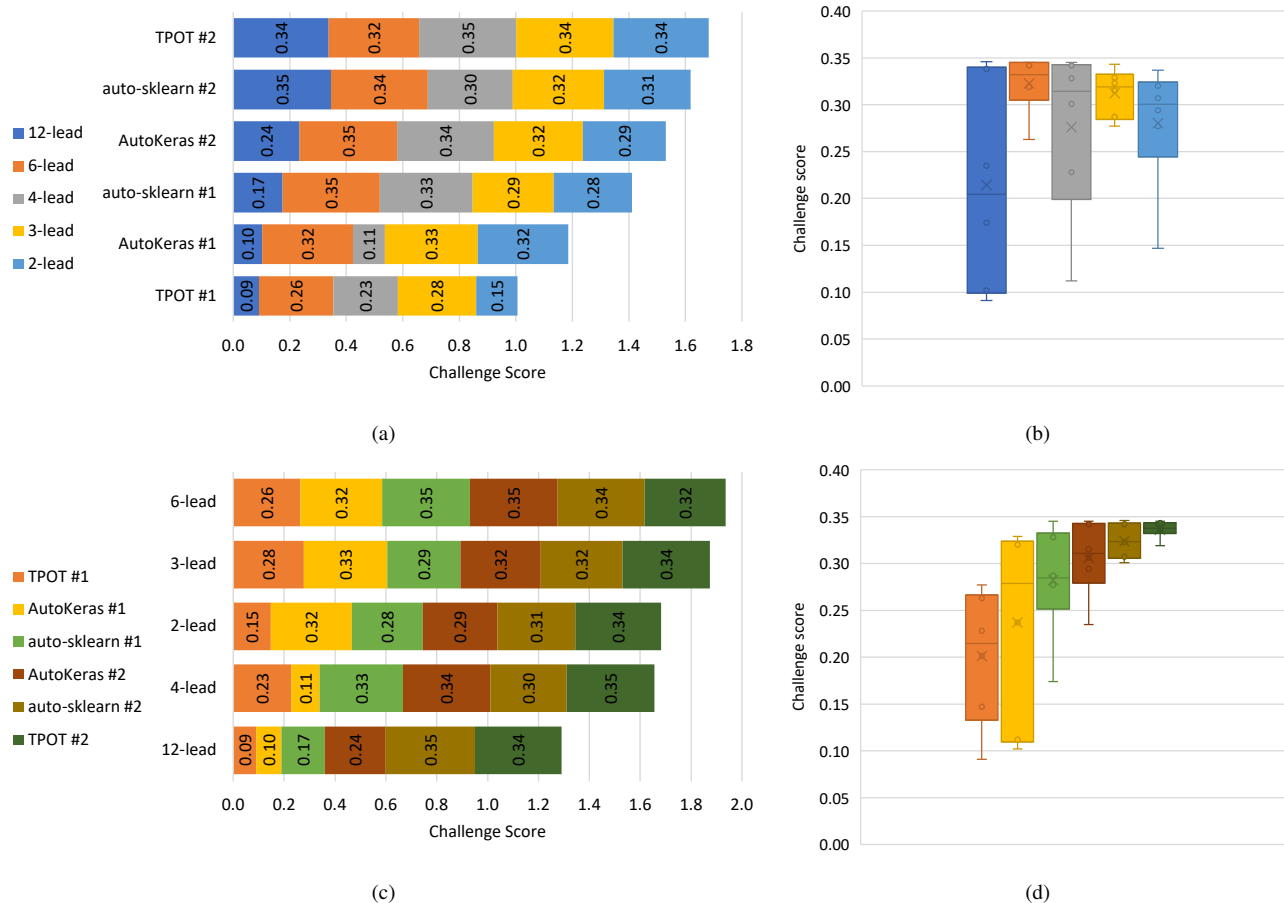 TPOT #2 0.34 0.32 0.35 0.34 0.34
auto-sklearn #2 0.35 0.34 0.30 0.32 0.31
AutoKeras #2 0.24 0.35 0.34 0.32 0.29
auto-sklearn #1 0.17 0.35 0.33 0.29 0.28
AutoKeras #1 0.10 0.32 0.11 0.33 0.32
TPOT #1 0.09 0.26 0.23 0.28 0.15
12-lead
6-lead
4-lead
3-lead
2-lead
0.0 0.2 0.4 0.6 0.8 1.0 1.2 1.4 1.6 1.8
Challenge Score
(a)
0.40
0.35
0.30
0.25
0.20
0.15
0.10
0.05
0.00
Challenge score
(b)
6-lead 0.26 0.32 0.35 0.35 0.34 0.32
3-lead 0.28 0.33 0.29 0.32 0.32 0.34
2-lead 0.15 0.32 0.28 0.29 0.31 0.34
4-lead 0.23 0.11 0.33 0.34 0.30 0.35
12-lead 0.09 0.10 0.17 0.24 0.35 0.34
TPOT #1
AutoKeras #1
auto-sklearn #1
AutoKeras #2
auto-sklearn #2
TPOT #2
0.0 0.2 0.4 0.6 0.8 1.0 1.2 1.4 1.6 1.8 2.0
Challenge Score
(c)
0.40
0.35
0.30
0.25
0.20
0.15
0.10
0.05
0.00
Challenge score
(d)